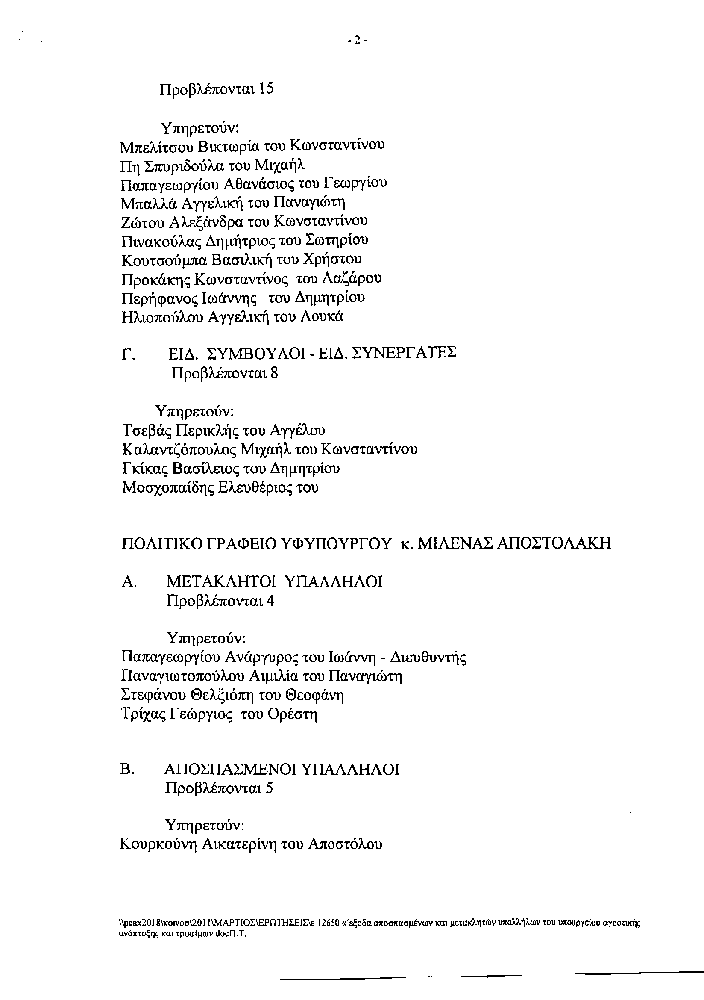 - 2 -
Προβλέπονται 15
Υπηρετούν:
Μπελίτσου Βικτωρία του Κωνσταντίνου
Πη Σπυριδούλα του Μιχαήλ
Παπαγεωργίου Αθανάσιος του Γεωργίου
Μπαλλά Αγγελική του Παναγιώτη
Ζώτου Αλεξάνδρα του Κωνσταντίνου
Πινακούλας Δημήτριος του Σωτηρίου
Κουτσούμπα Βασιλική του Χρήστου
Προκάκης Κωνσταντίνος του Λαζάρου
Περήφανος Ιωάννης του Δημητρίου
Ηλιοπούλου Αγγελική του Λουκά
Γ. ΕΙΔ. ΣΥΜΒΟΥΛΟΙ - ΕΙΔ. ΣΥΝΕΡΓΑΤΕΣ
Προβλέπονται 8
Υπηρετούν:
Τσεβάς Περικλής του Αγγέλου
Καλαντζόπουλος Μιχαήλ του Κωνσταντίνου
Γκίκας Βασίλειος του Δημητρίου
Μοσχοπαίδης Ελευθέριος του
ΠΟΛΙΤΙΚΟ ΓΡΑΦΕΙΟ ΥΦΥΠΟΥΡΓΟΥ κ. ΜΙΛΕΝΑΣ ΑΠΟΣΤΟΛΑΚΗ
Α. ΜΕΤΑΚΛΗΤΟΙ ΥΠΑΛΛΗΛΟΙ
Προβλέπονται 4
Υπηρετούν:
Παπαγεωργίου Ανάργυρος του Ιωάννη - Διευθυντής
Παναγιωτοπούλου Αιμιλία του Παναγιώτη
Στεφάνου Θελξιόπη του Θεοφάνη
Τρίχας Γεώργιος του Ορέστη
Β. ΑΠΟΣΠΑΣΜΕΝΟΙ ΥΠΑΛΛΗΛΟΙ
Προβλέπονται 5
Υπηρετούν:
Κουρκούνη Αικατερίνη του Αποστόλου
\\pcax2018\κοινοσ\2011\ΜΑΡΤΙΟΣ\ΕΡΩΤΗΣΕΙΣ\ε 12650 «΄εξοδα αποσπασμένων και μετακλητών υπαλλήλων του υπουργείου αγροτικής
ανάπτυξης και τροφίμων.docΠ.Τ.